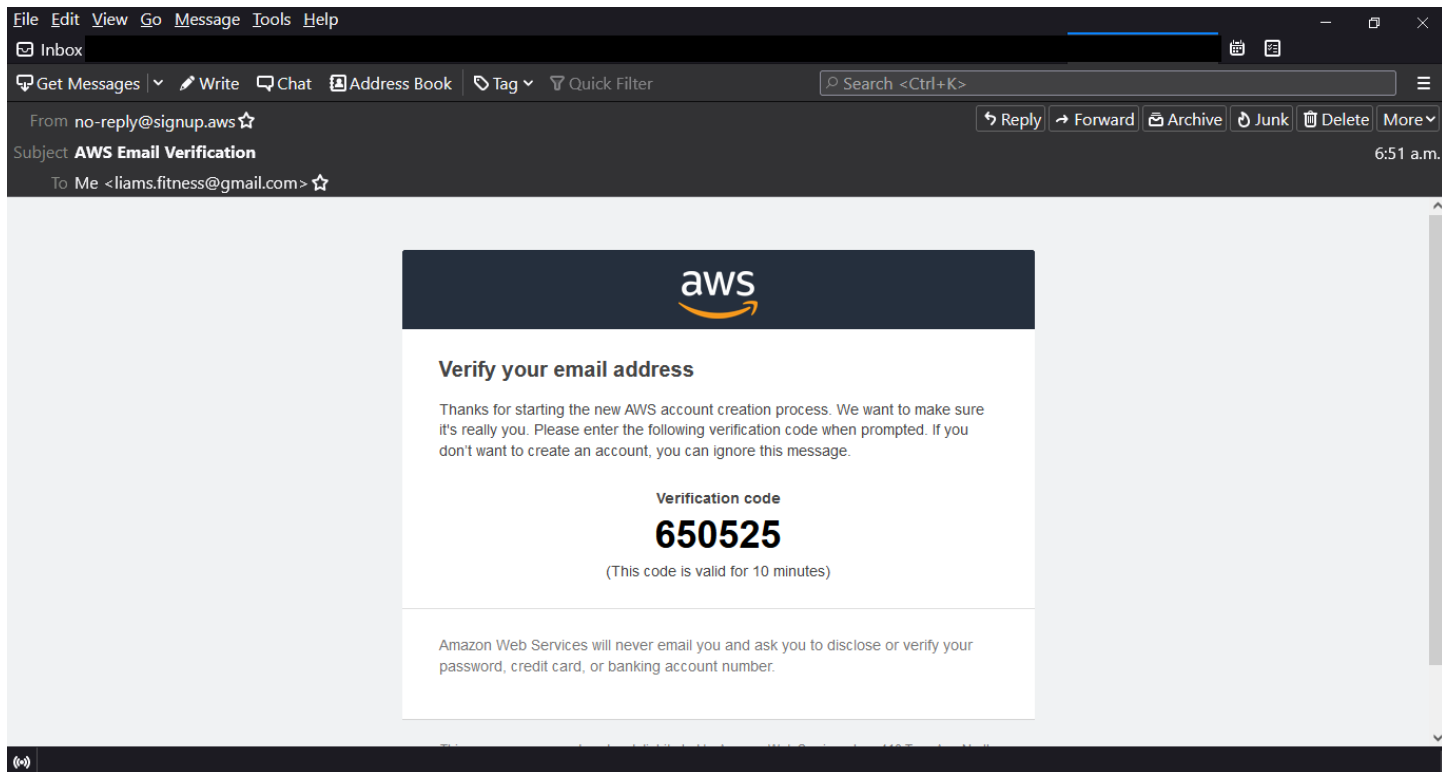 File Edit View Go Message Tools Help
Inbox
Get Messages Write Chat Address Book Tag Quick Filter Search <Ctrl+K>
From no-reply@signup.aws Reply Forward Archive Junk Delete More
Subject AWS Email Verification 6:51 a.m.
To Me <liams.fitness@gmail.com>
aws
Verify your email address
Thanks for starting the new AWS account creation process. We want to make sure
it's really you. Please enter the following verification code when prompted. If you
don't want to create an account, you can ignore this message.
Verification code
650525
(This code is valid for 10 minutes)
Amazon Web Services will never email you and ask you to disclose or verify your
password, credit card, or banking account number.